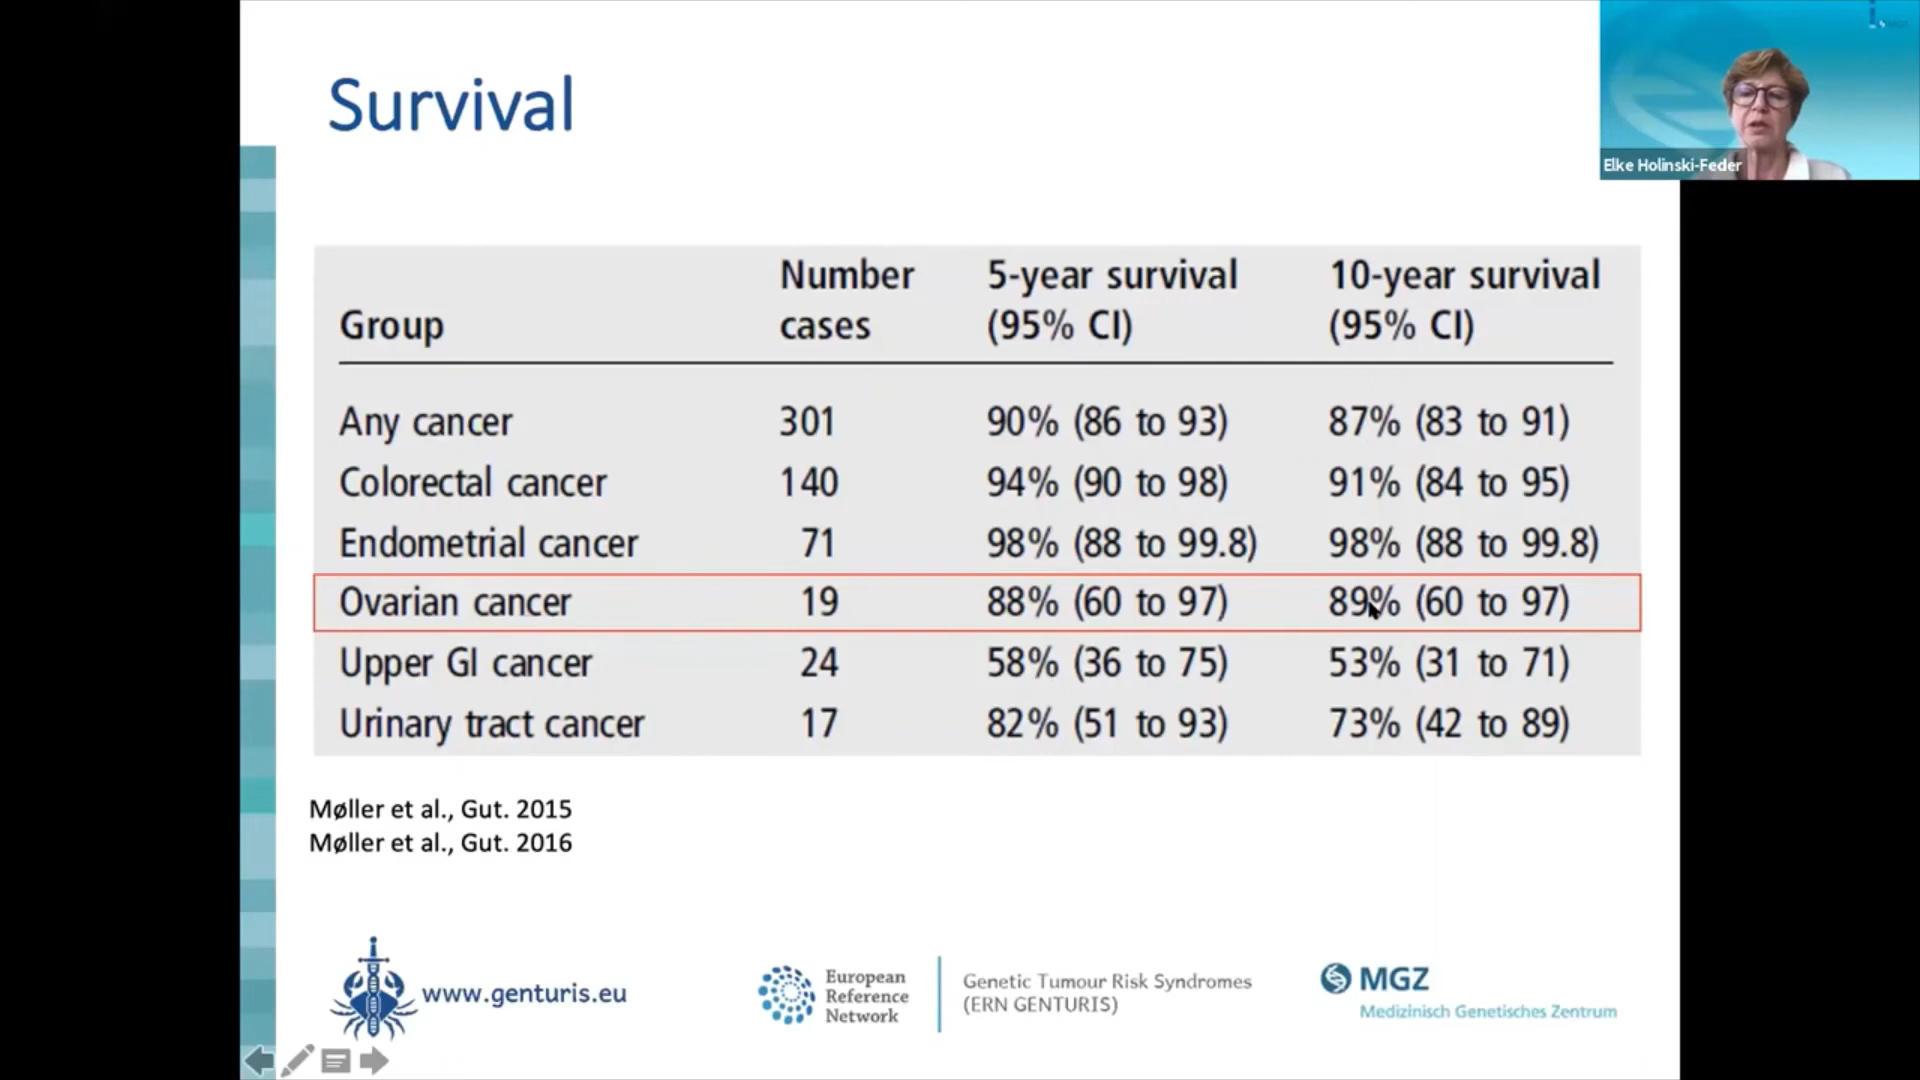 Survival
Elke Holinski-Feder
Group Number cases 5-year survival (95% CI) 10-year survival (95% CI)
Any cancer 301 90% (86 to 93) 87% (83 to 91)
Colorectal cancer 140 94% (90 to 98) 91% (84 to 95)
Endometrial cancer 71 98% (88 to 99.8) 98% (88 to 99.8)
Ovarian cancer 19 88% (60 to 97) 89% (60 to 97)
Upper GI cancer 24 58% (36 to 75) 53% (31 to 71)
Urinary tract cancer 17 82% (51 to 93) 73% (42 to 89)
Møller et al., Gut. 2015
Møller et al., Gut. 2016
www.genturis.eu
European
Reference
Network
Genetic Tumour Risk Syndromes
(ERN GENTURIS)
MGZ
Medizinisch Genetisches Zentrum